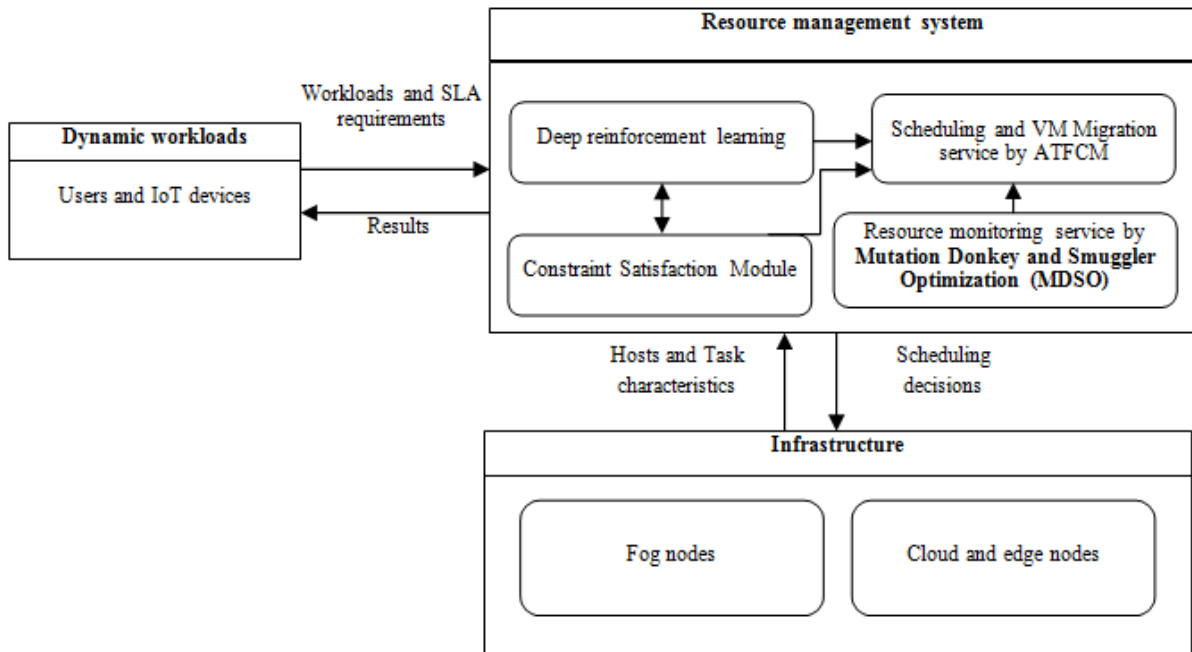 Resource management system
Workloads and SLA
requirements
Dynamic workloads
Users and IoT devices
Results
Deep reinforcement learning
Scheduling and VM Migration
service by ATFCM
Constraint Satisfaction Module
Resource monitoring service by
Mutation Donkey and Smuggler
Optimization (MDSO)
Hosts and Task
characteristics
Scheduling
decisions
Infrastructure
Fog nodes
Cloud and edge nodes